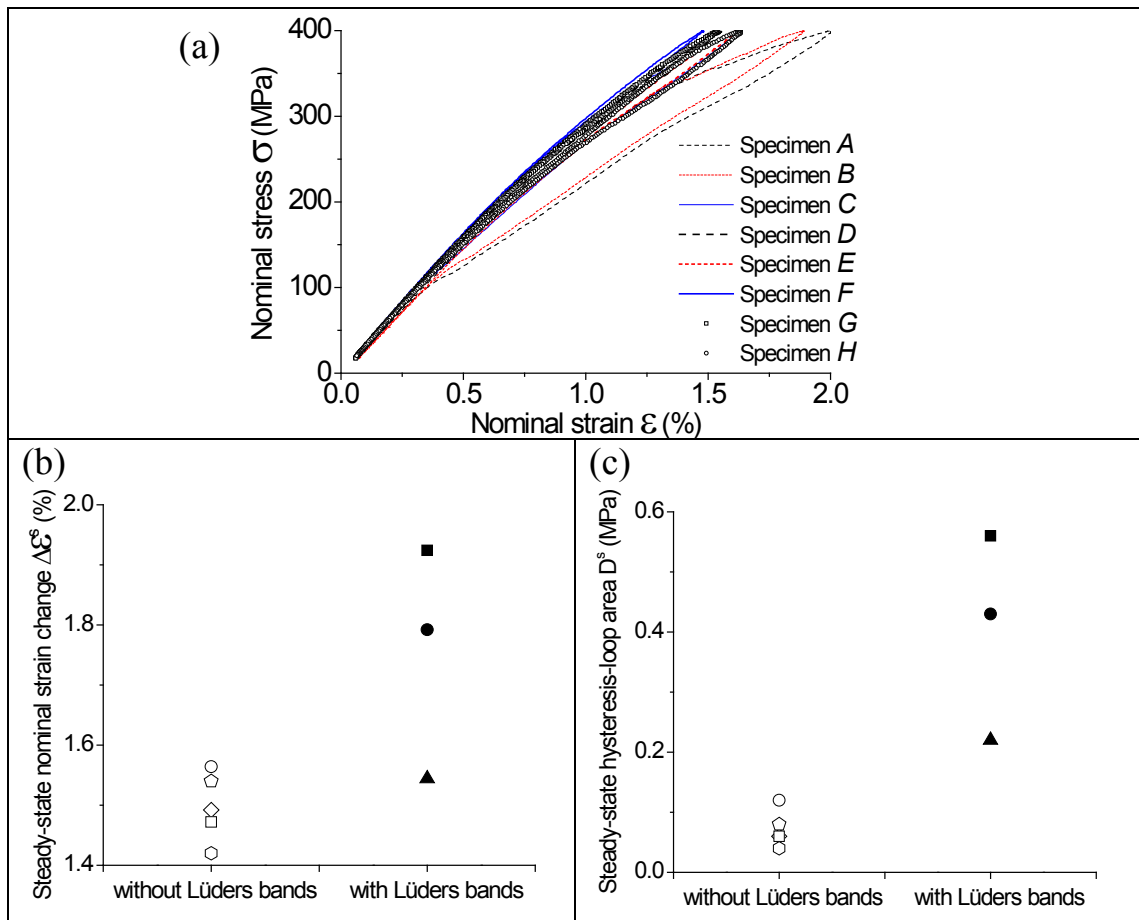 (a)
Nominal stress σ (MPa)
400
300
200
100
0
0.0 0.5 1.0 1.5 2.0
Nominal strain ε (%)
Specimen A
Specimen B
Specimen C
Specimen D
Specimen E
Specimen F
Specimen G
Specimen H
(b)
Steady-state nominal strain change Δεˢ (%)
2.0
1.8
1.6
1.4
without Lüders bands with Lüders bands
(c)
Steady-state hysteresis-loop area Dˢ (MPa)
0.6
0.4
0.2
0.0
without Lüders bands with Lüders bands